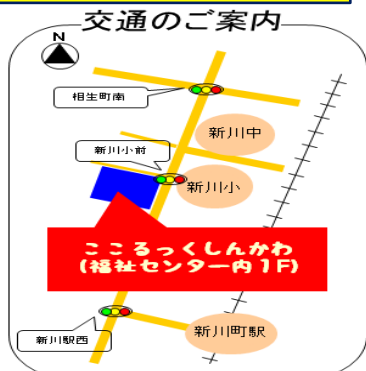 交通のご案内
N
相生町南
新川中
新川小前
新川小
こころっくしんかわ
(福祉センター内1F)
新川駅西
新川町駅